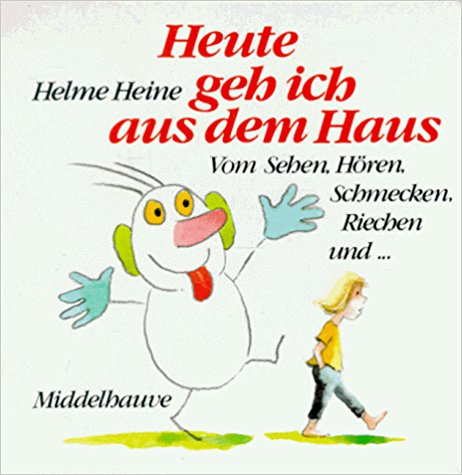 Heute
Helme Heine geh ich
aus dem Haus
Vom Sehen, Hören,
Schmecken,
Riechen
und ...
Middelhauve